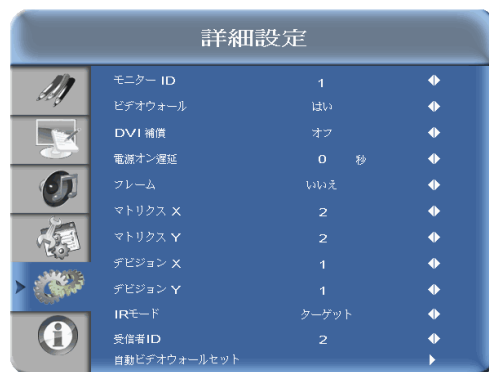 詳細設定
モニター ID 1
ビデオウォール はい
DVI 補償 オフ
電源オン遅延 0 秒
フレーム いいえ
マトリクス X 2
マトリクス Y 2
デビジョン X 1
デビジョン Y 1
IRモード ターゲット
受信者ID 2
自動ビデオウォールセット